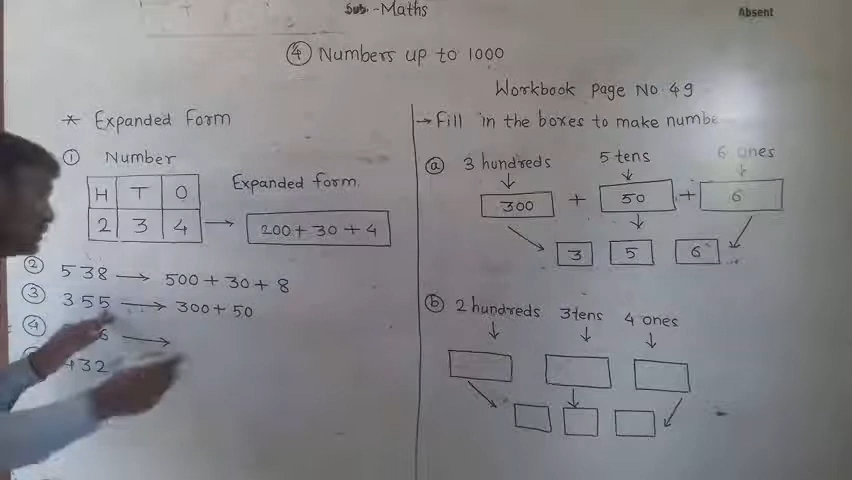 Sub.-Maths
Absent
④ Numbers up to 1000
Workbook Page No 49
* Expanded Form
→ Fill in the boxes to make numbe
① Number
Expanded form.
H T O
2 3 4 → 200 + 30 + 4
② 538 → 500 + 30 + 8
③ 355 → 300 + 50
④ 6 →
32
ⓐ 3 hundreds 5 tens 6 ones
300 + 50 + 6
3 5 6
ⓑ 2 hundreds 3 tens 4 ones